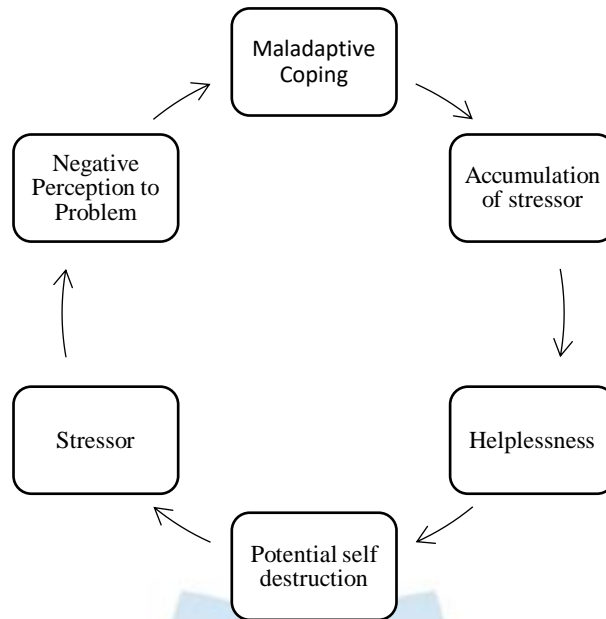 Maladaptive
Coping
Negative
Perception to
Problem
Accumulation
of stressor
Stressor
Helplessness
Potential self
destruction